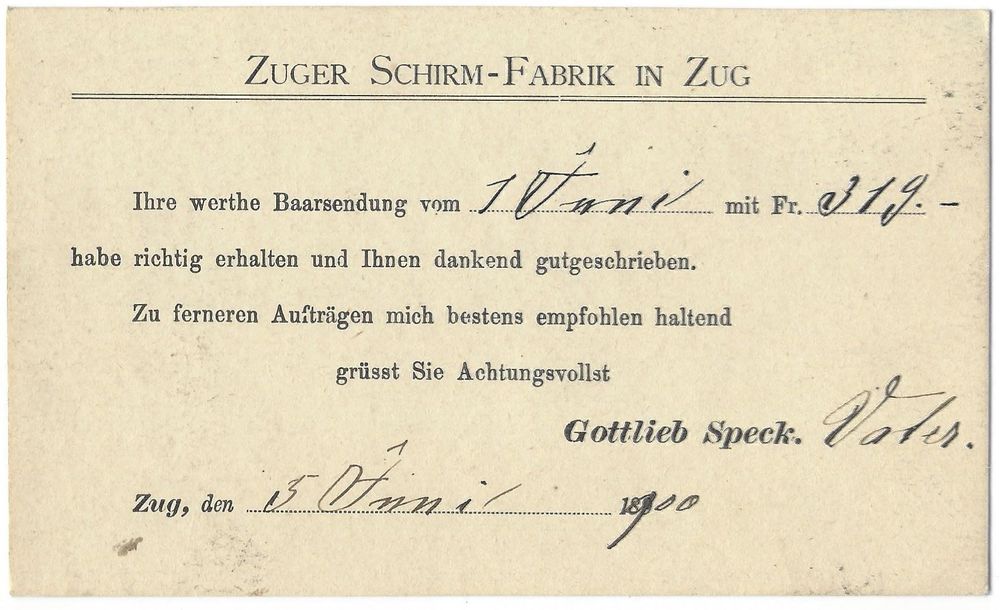 ZUGER SCHIRM-FABRIK IN ZUG
Ihre werthe Baarsendung vom 1 Juni mit Fr. 319.–
habe richtig erhalten und Ihnen dankend gutgeschrieben.
Zu ferneren Aufträgen mich bestens empfohlen haltend
grüsst Sie Achtungsvollst
Gottlieb Speck. Vater.
Zug, den 5 Juni 1900